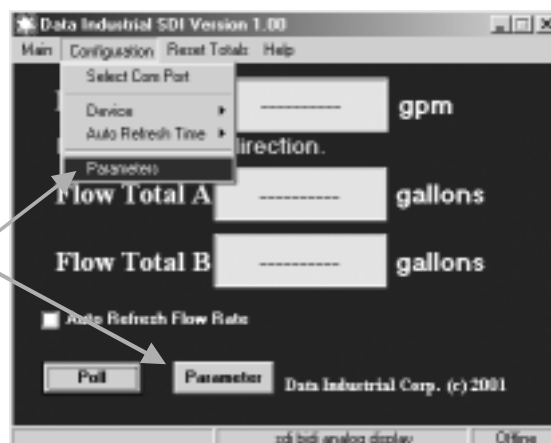 Data Industrial SDI Version 1.00
Main Configuration Reset Totals Help
Select Com Port
Device
Auto Refresh Time
Parameters
---------- gpm
direction.
Flow Total A ---------- gallons
Flow Total B ---------- gallons
Auto Refresh Flow Rate
Poll Parameter Data Industrial Corp. (c) 2001
sdi bidi analog display Offline